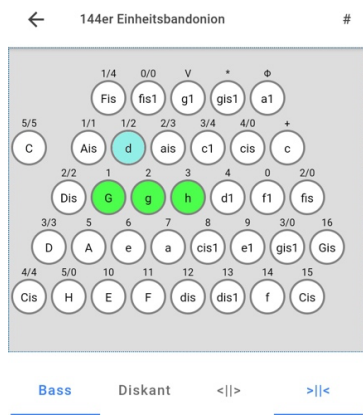 144er Einheitsbandonion #
1/4 0/0 V * Φ
Fis fis1 g1 gis1 a1
5/5 1/1 1/2 2/3 3/4 4/0 +
C Ais d ais c1 cis c
2/2 1 2 3 4 0 2/0
Dis G g h d1 f1 fis
3/3 5 6 7 8 9 3/0 16
D A e a cis1 e1 gis1 Gis
4/4 5/0 10 11 12 13 14 15
Cis H E F dis dis1 f Cis
Bass Diskant <||> >||<